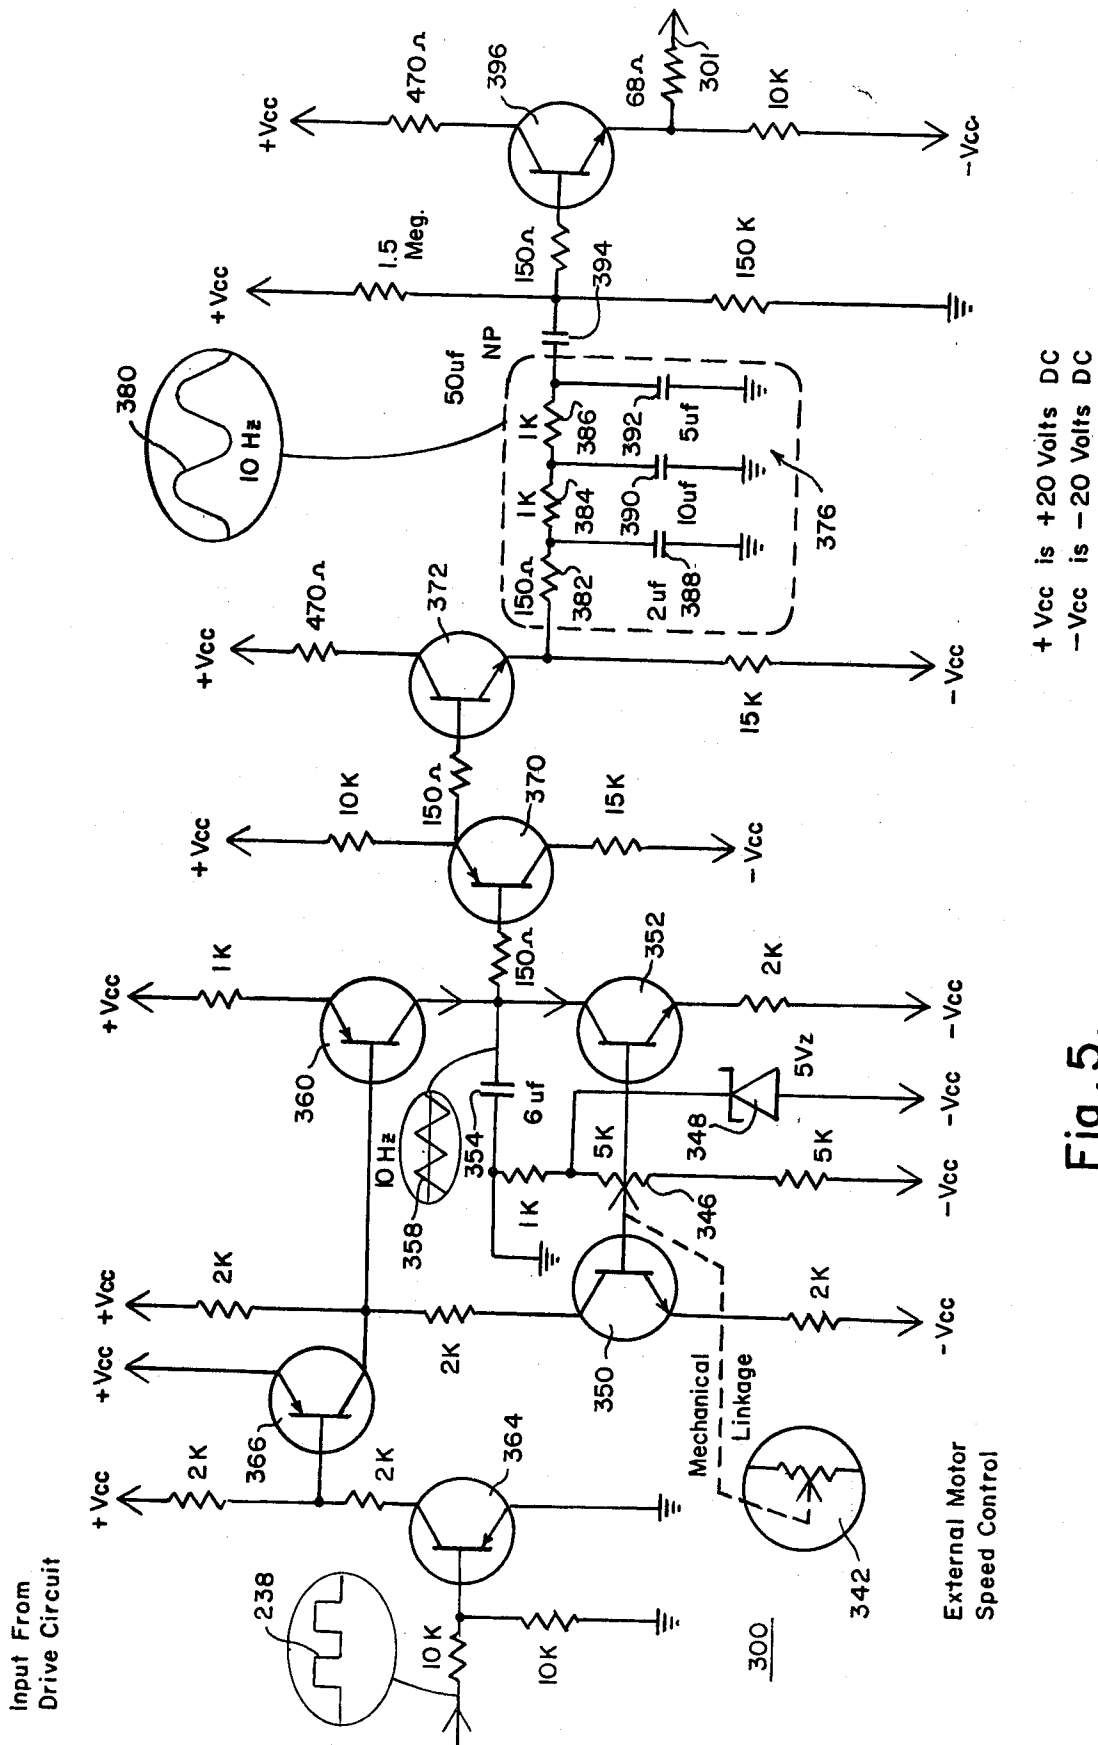 Input From
Drive Circuit
238
10K
10K
+Vcc
2K
2K
366
364
+Vcc
+Vcc
2K
2K
350
2K
-Vcc
300
342
External Motor
Speed Control
Mechanical
Linkage
10 Hz
358
354
6uf
1K
5K
346
5K
-Vcc
348
5Vz
-Vcc
+Vcc
1K
360
352
2K
-Vcc
150Ω
+Vcc
10K
370
15K
-Vcc
150Ω
+Vcc
470Ω
372
15K
-Vcc
150Ω
382
2uf
388
1K
384
390
10uf
1K
386
392
5uf
376
380
10 Hz
50uf
NP
394
+Vcc
1.5
Meg.
150Ω
150K
+Vcc
470Ω
396
68Ω
301
10K
-Vcc
+Vcc is +20 Volts DC
-Vcc is -20 Volts DC
Fig. 5.